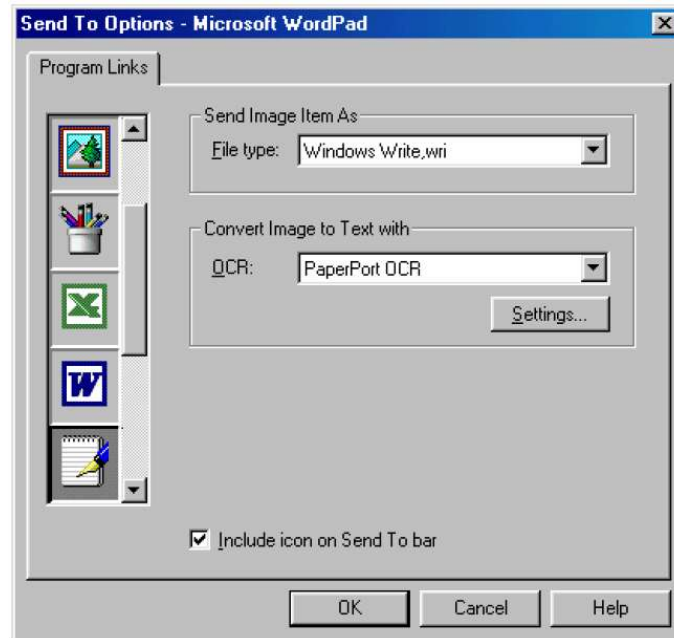 Send To Options - Microsoft WordPad
Program Links
Send Image Item As
File type: Windows Write,wri
Convert Image to Text with
OCR: PaperPort OCR
Settings...
Include icon on Send To bar
OK Cancel Help